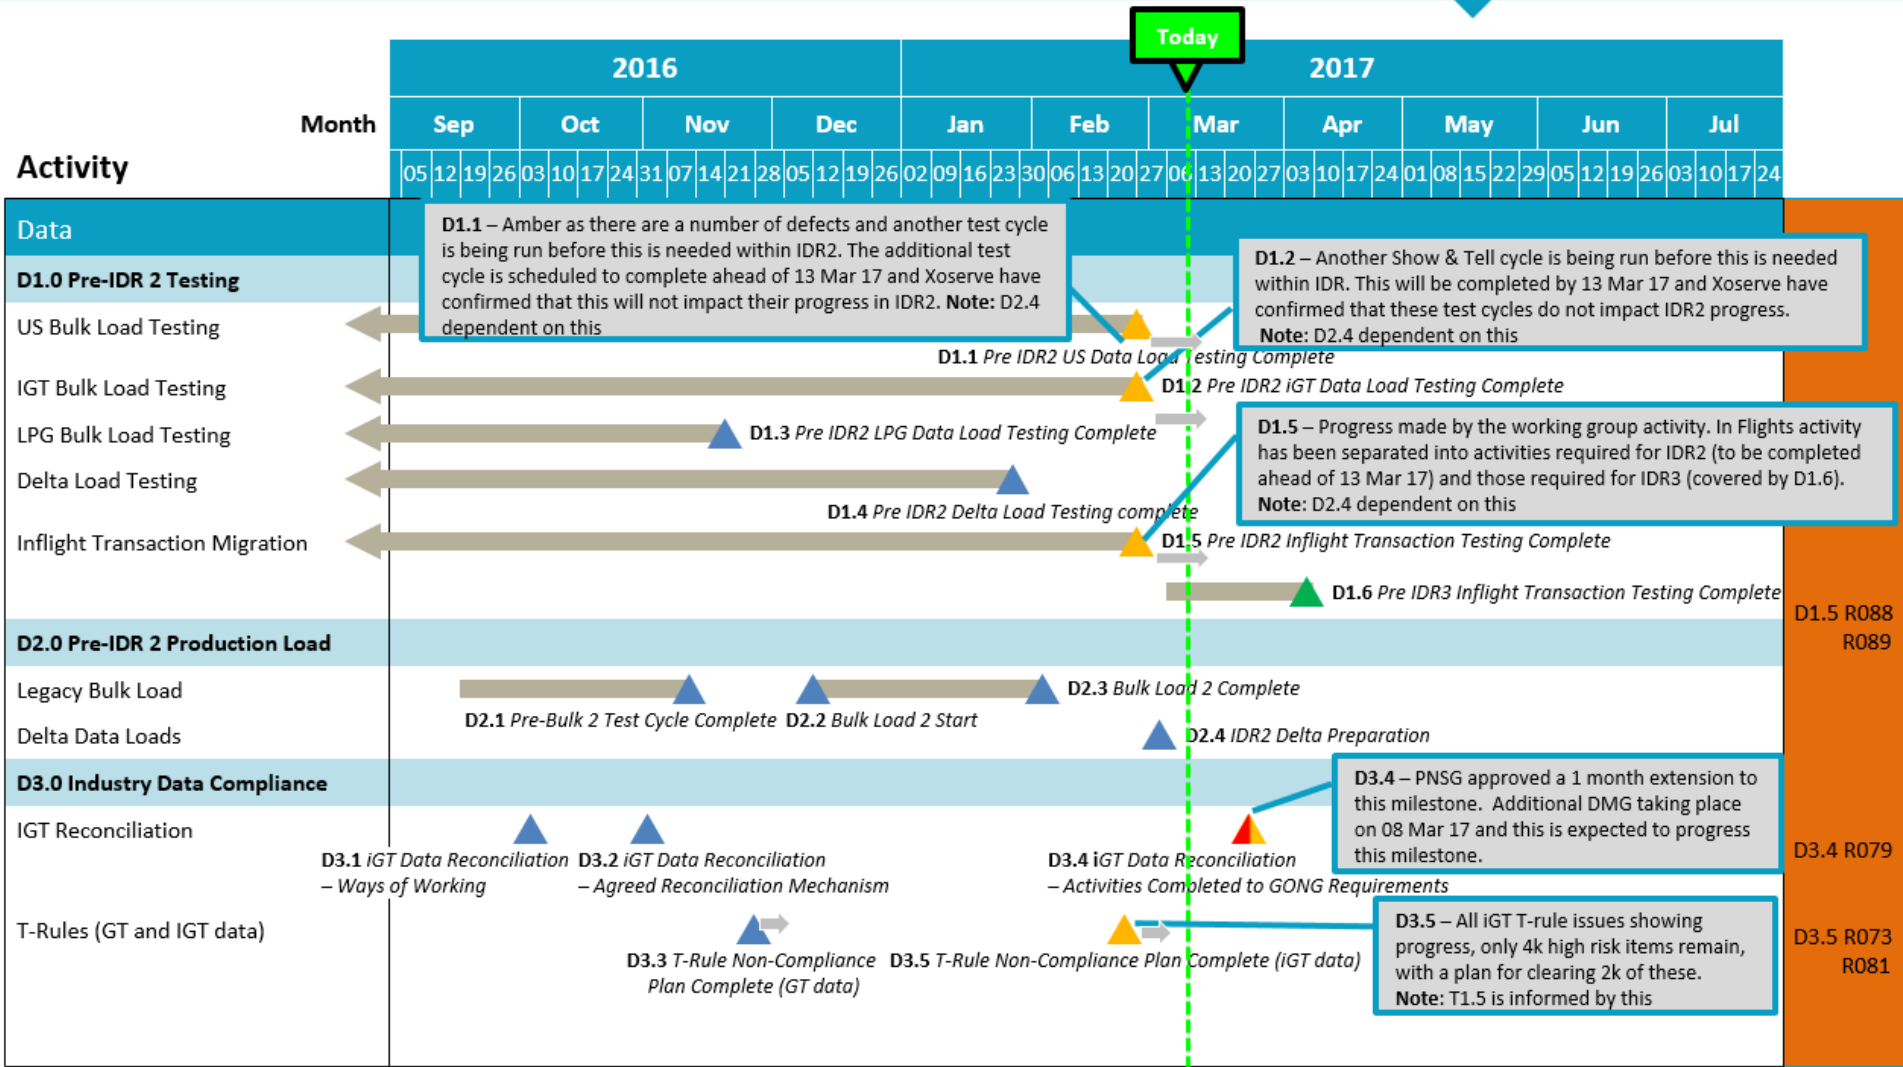 Today
2016
2017
Month
Sep
Oct
Nov
Dec
Jan
Feb
Mar
Apr
May
Jun
Jul
Activity
05 12 19 26 03 10 17 24 31 07 14 21 28 05 12 19 26 02 09 16 23 30 06 13 20 27 06 13 20 27 03 10 17 24 01 08 15 22 29 05 12 19 26 03 10 17 24
Data
D1.1 – Amber as there are a number of defects and another test cycle
is being run before this is needed within IDR2. The additional test
cycle is scheduled to complete ahead of 13 Mar 17 and Xoserve have
confirmed that this will not impact their progress in IDR2. Note: D2.4
dependent on this
D1.2 – Another Show & Tell cycle is being run before this is needed
within IDR. This will be completed by 13 Mar 17 and Xoserve have
confirmed that these test cycles do not impact IDR2 progress.
Note: D2.4 dependent on this
D1.0 Pre-IDR 2 Testing
US Bulk Load Testing
D1.1 Pre IDR2 US Data Load Testing Complete
IGT Bulk Load Testing
D1.2 Pre IDR2 iGT Data Load Testing Complete
LPG Bulk Load Testing
D1.3 Pre IDR2 LPG Data Load Testing Complete
D1.5 – Progress made by the working group activity. In Flights activity
has been separated into activities required for IDR2 (to be completed
ahead of 13 Mar 17) and those required for IDR3 (covered by D1.6).
Note: D2.4 dependent on this
Delta Load Testing
D1.4 Pre IDR2 Delta Load Testing complete
Inflight Transaction Migration
D1.5 Pre IDR2 Inflight Transaction Testing Complete
D1.6 Pre IDR3 Inflight Transaction Testing Complete
D1.5 R088
R089
D2.0 Pre-IDR 2 Production Load
Legacy Bulk Load
D2.3 Bulk Load 2 Complete
D2.1 Pre-Bulk 2 Test Cycle Complete
D2.2 Bulk Load 2 Start
Delta Data Loads
D2.4 IDR2 Delta Preparation
D3.0 Industry Data Compliance
D3.4 – PNSG approved a 1 month extension to
this milestone. Additional DMG taking place
on 08 Mar 17 and this is expected to progress
this milestone.
IGT Reconciliation
D3.1 iGT Data Reconciliation
– Ways of Working
D3.2 iGT Data Reconciliation
– Agreed Reconciliation Mechanism
D3.4 iGT Data Reconciliation
– Activities Completed to GONG Requirements
D3.4 R079
T-Rules (GT and IGT data)
D3.3 T-Rule Non-Compliance
Plan Complete (GT data)
D3.5 T-Rule Non-Compliance Plan Complete (iGT data)
D3.5 – All iGT T-rule issues showing
progress, only 4k high risk items remain,
with a plan for clearing 2k of these.
Note: T1.5 is informed by this
D3.5 R073
R081